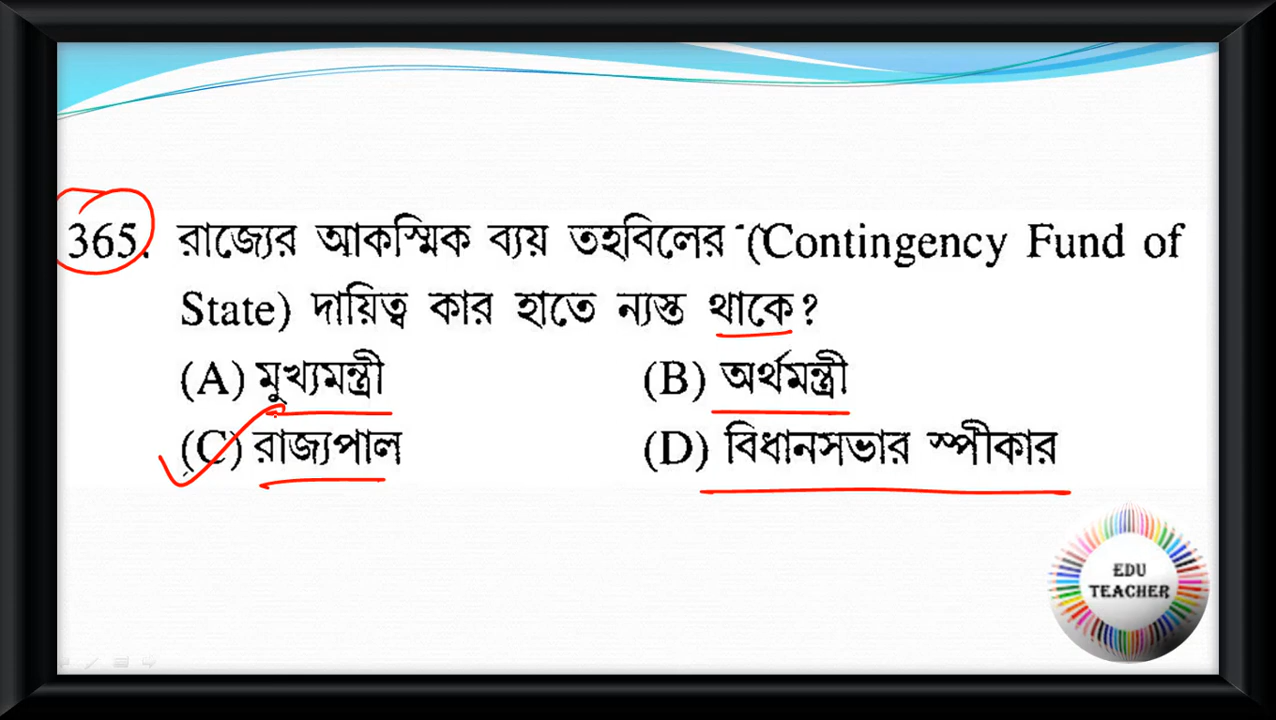 365. রাজ্যের আকস্মিক ব্যয় তহবিলের (Contingency Fund of
State) দায়িত্ব কার হাতে ন্যস্ত থাকে?
(A) মুখ্যমন্ত্রী (B) অর্থমন্ত্রী
(C) রাজ্যপাল (D) বিধানসভার স্পীকার
EDU
TEACHER